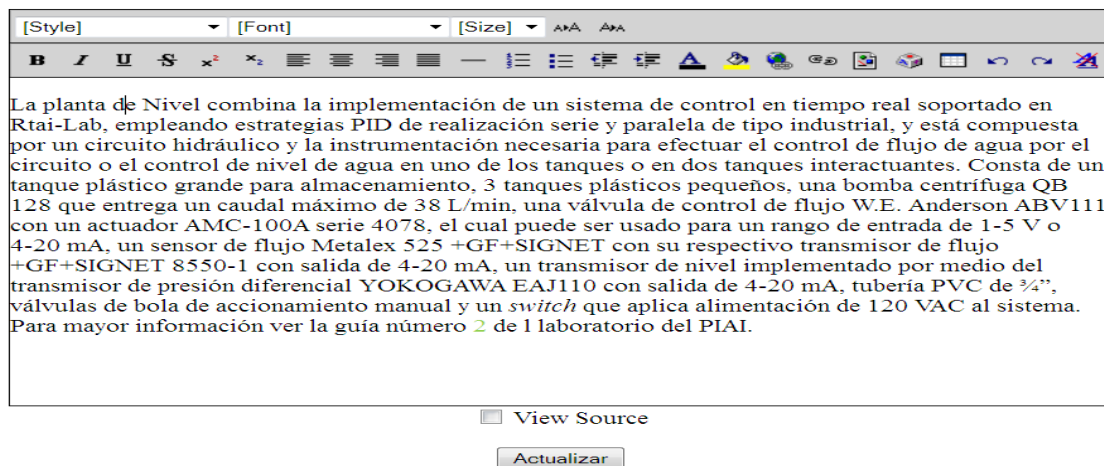 [Style] [Font] [Size]
B I U S x² x₂
La planta de Nivel combina la implementación de un sistema de control en tiempo real soportado en
Rtai-Lab, empleando estrategias PID de realización serie y paralela de tipo industrial, y está compuesta
por un circuito hidráulico y la instrumentación necesaria para efectuar el control de flujo de agua por el
circuito o el control de nivel de agua en uno de los tanques o en dos tanques interactuantes. Consta de un
tanque plástico grande para almacenamiento, 3 tanques plásticos pequeños, una bomba centrífuga QB
128 que entrega un caudal máximo de 38 L/min, una válvula de control de flujo W.E. Anderson ABV111
con un actuador AMC-100A serie 4078, el cual puede ser usado para un rango de entrada de 1-5 V o
4-20 mA, un sensor de flujo Metalex 525 +GF+SIGNET con su respectivo transmisor de flujo
+GF+SIGNET 8550-1 con salida de 4-20 mA, un transmisor de nivel implementado por medio del
transmisor de presión diferencial YOKOGAWA EAJ110 con salida de 4-20 mA, tubería PVC de ¾”,
válvulas de bola de accionamiento manual y un switch que aplica alimentación de 120 VAC al sistema.
Para mayor información ver la guía número 2 de l laboratorio del PIAI.
View Source
Actualizar